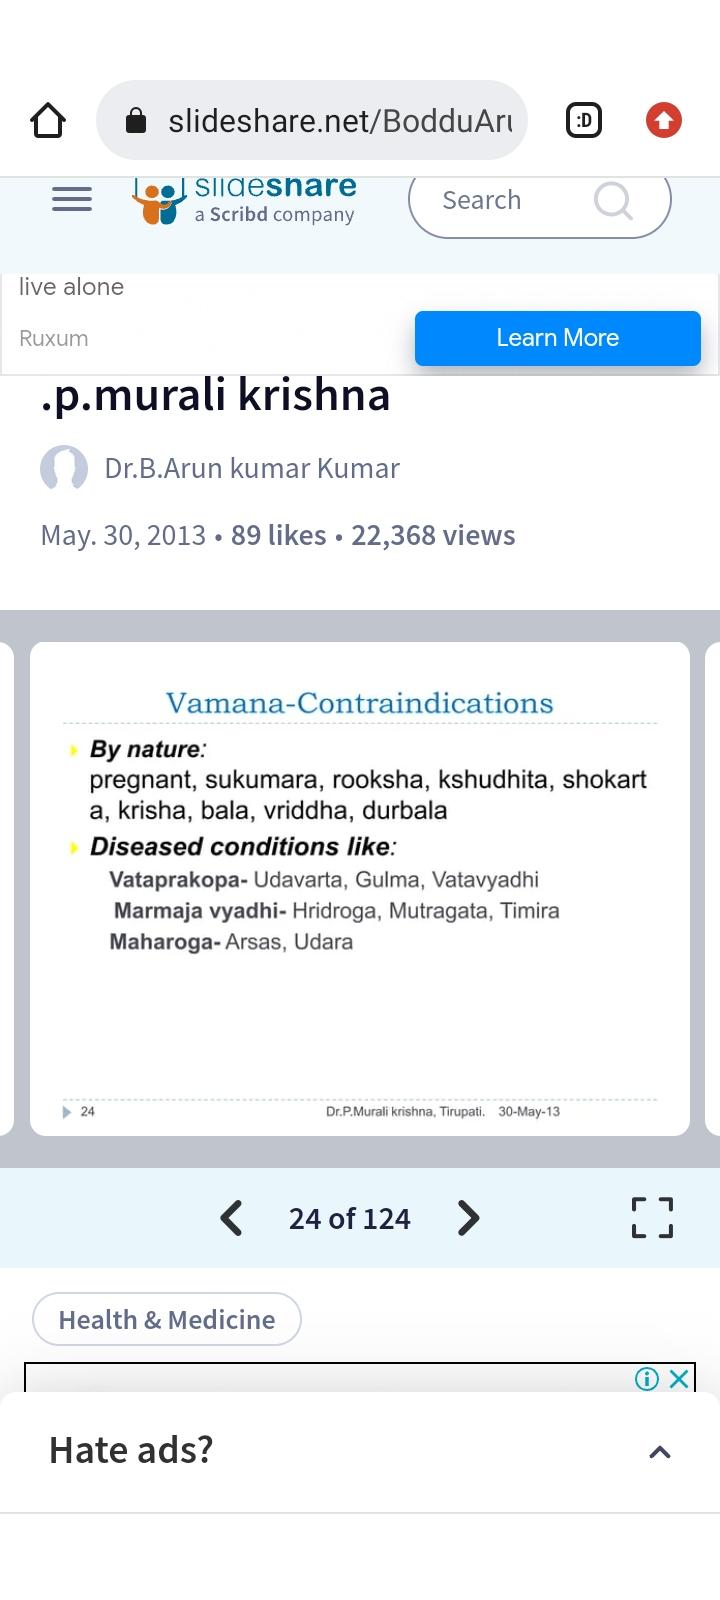 :D
slideshare.net/BodduAru
slideshare
a Scribd company
Search
live alone
Ruxum
Learn More
.p.murali krishna
Dr.B.Arun kumar Kumar
May. 30, 2013 • 89 likes • 22,368 views
Vamana-Contraindications
By nature:
pregnant, sukumara, rooksha, kshudhita, shokart
a, krisha, bala, vriddha, durbala
Diseased conditions like:
Vataprakopa- Udavarta, Gulma, Vatavyadhi
Marmaja vyadhi- Hridroga, Mutragata, Timira
Maharoga- Arsas, Udara
24 Dr.P.Murali krishna, Tirupati. 30-May-13
24 of 124
Health & Medicine
Hate ads?